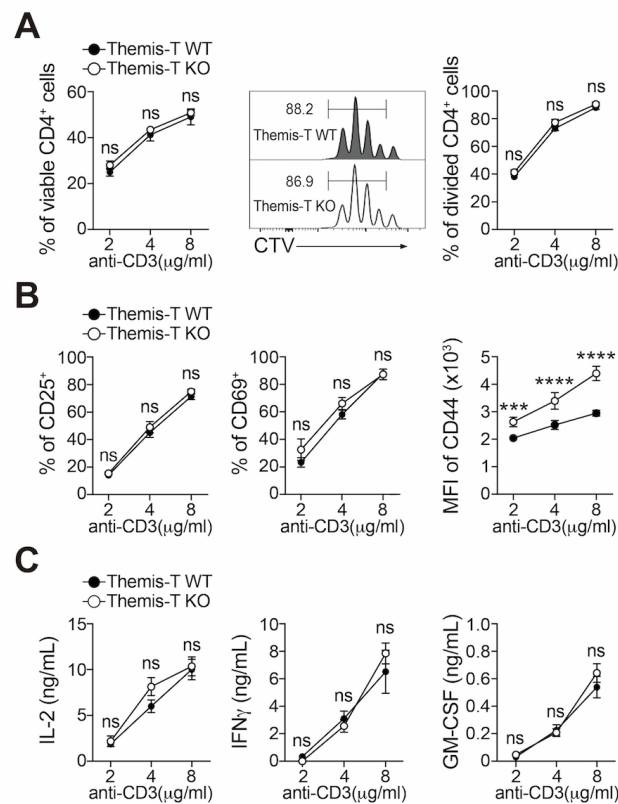 A
Themis-T WT
Themis-T KO
% of viable CD4⁺ cells
60
40
20
0
ns
ns
ns
2
4
8
anti-CD3(μg/ml)
88.2
Themis-T WT
86.9
Themis-T KO
CTV
% of divided CD4⁺ cells
100
80
60
40
20
0
ns
ns
ns
2
4
8
anti-CD3(μg/ml)
B
Themis-T WT
Themis-T KO
% of CD25⁺
100
80
60
40
20
0
ns
ns
ns
2
4
8
anti-CD3(μg/ml)
% of CD69⁺
100
80
60
40
20
0
ns
ns
ns
2
4
8
anti-CD3(μg/ml)
MFI of CD44 (x10³)
5
4
3
2
1
0
***
****
****
2
4
8
anti-CD3(μg/ml)
C
Themis-T WT
Themis-T KO
IL-2 (ng/mL)
15
10
5
0
ns
ns
ns
2
4
8
anti-CD3(μg/ml)
IFNγ (ng/mL)
10
8
6
4
2
0
ns
ns
ns
2
4
8
anti-CD3(μg/ml)
GM-CSF (ng/mL)
1.0
0.8
0.6
0.4
0.2
0
ns
ns
ns
2
4
8
anti-CD3(μg/ml)